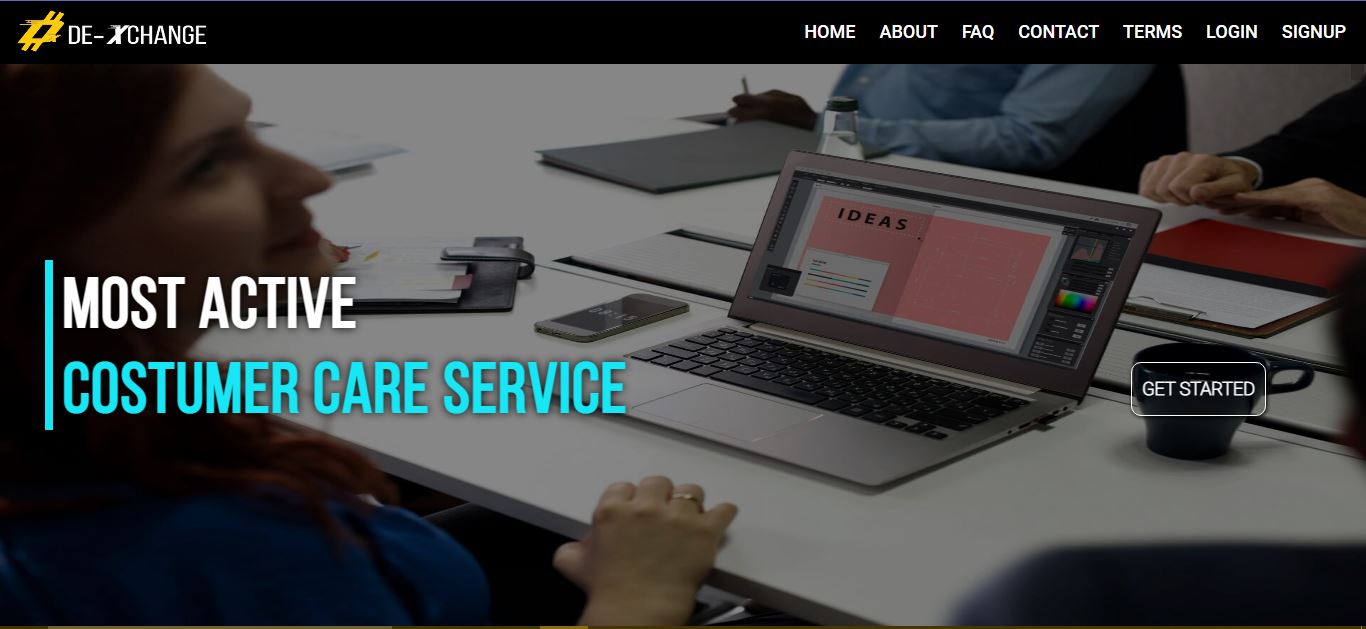 DE-XCHANGE
HOME ABOUT FAQ CONTACT TERMS LOGIN SIGNUP
IDEAS
MOST ACTIVE
COSTUMER CARE SERVICE
GET STARTED